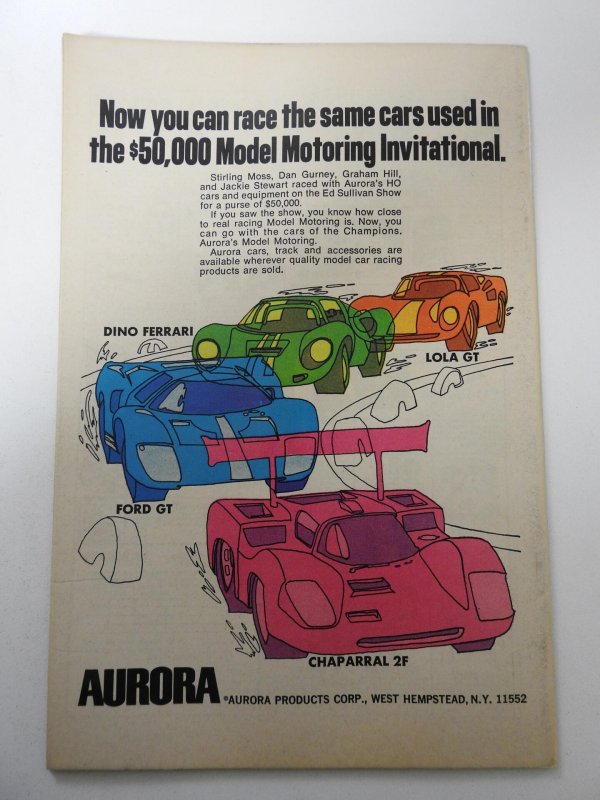 Now you can race the same cars used in
the $50,000 Model Motoring Invitational.
Stirling Moss, Dan Gurney, Graham Hill,
and Jackie Stewart raced with Aurora's HO
cars and equipment on the Ed Sullivan Show
for a purse of $50,000.
If you saw the show, you know how close
to real racing Model Motoring is. Now, you
can go with the cars of the Champions.
Aurora's Model Motoring.
Aurora cars, track and accessories are
available wherever quality model car racing
products are sold.
DINO FERRARI
LOLA GT
FORD GT
CHAPARRAL 2F
AURORA ®AURORA PRODUCTS CORP., WEST HEMPSTEAD, N.Y. 11552